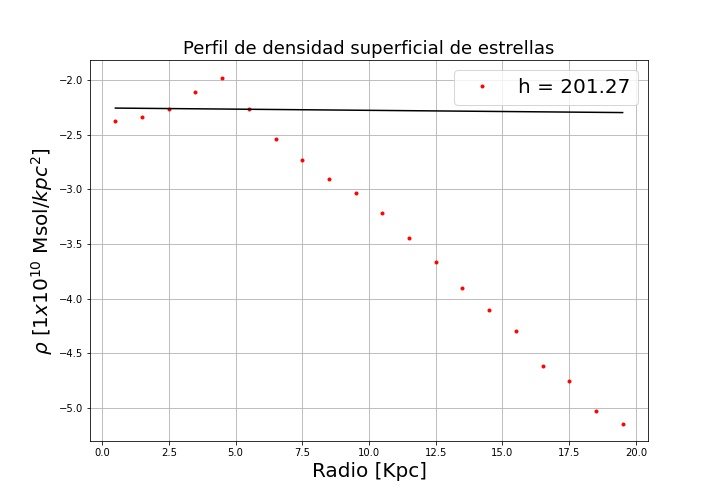 Perfil de densidad superficial de estrellas
h = 201.27
ρ [1x10^{10} Msol/kpc^2]
−2.0
−2.5
−3.0
−3.5
−4.0
−4.5
−5.0
0.0 2.5 5.0 7.5 10.0 12.5 15.0 17.5 20.0
Radio [Kpc]